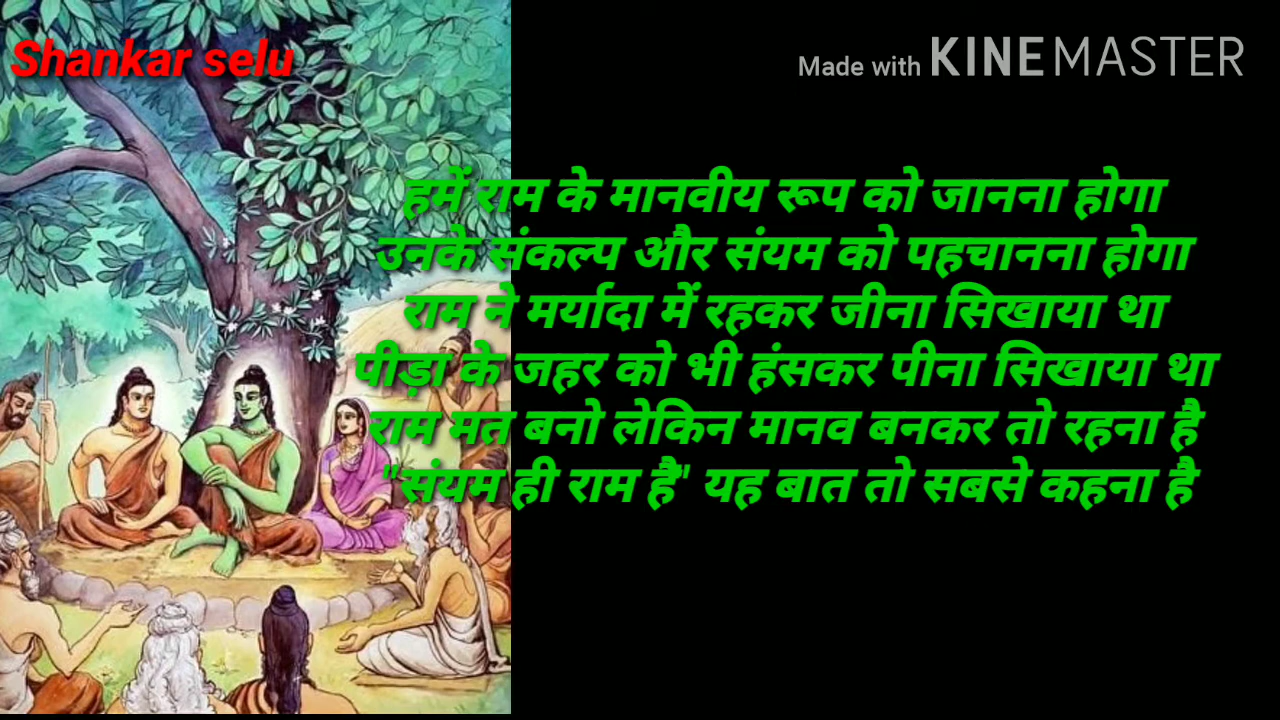 Shankar selu
Made with KINEMASTER
हमें राम के मानवीय रूप को जानना होगा
उनके संकल्प और संयम को पहचानना होगा
राम ने मर्यादा में रहकर जीना सिखाया था
पीड़ा के जहर को भी हंसकर पीना सिखाया था
राम मत बनो लेकिन मानव बनकर तो रहना है
"संयम ही राम हैं" यह बात तो सबसे कहना है